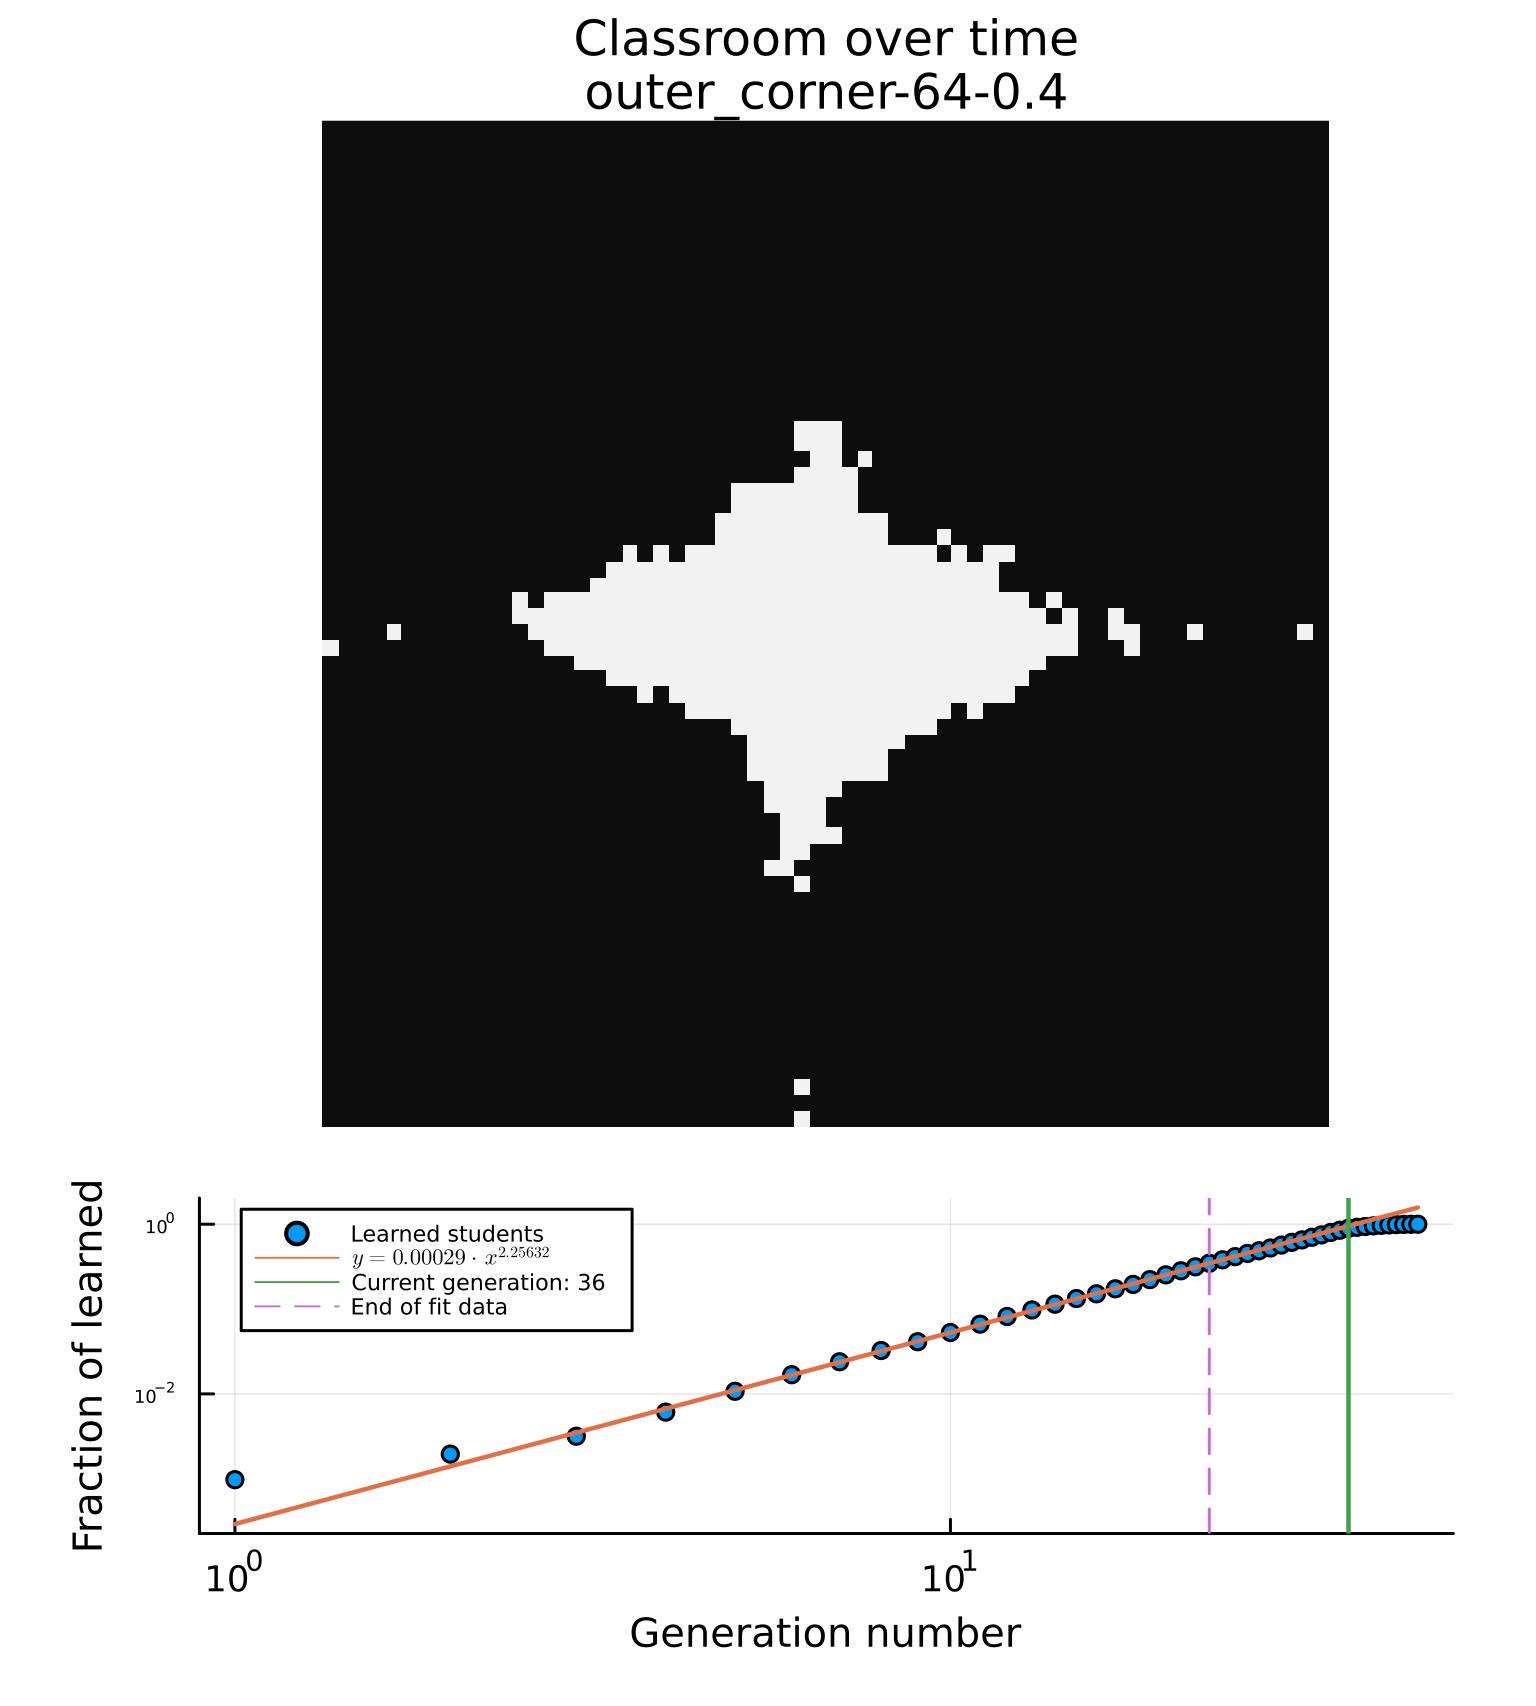 Classroom over time
outer_corner-64-0.4
Fraction of learned
10^0
10^−2
Learned students
y = 0.00029 · x^2.25632
Current generation: 36
End of fit data
10^0
10^1
Generation number